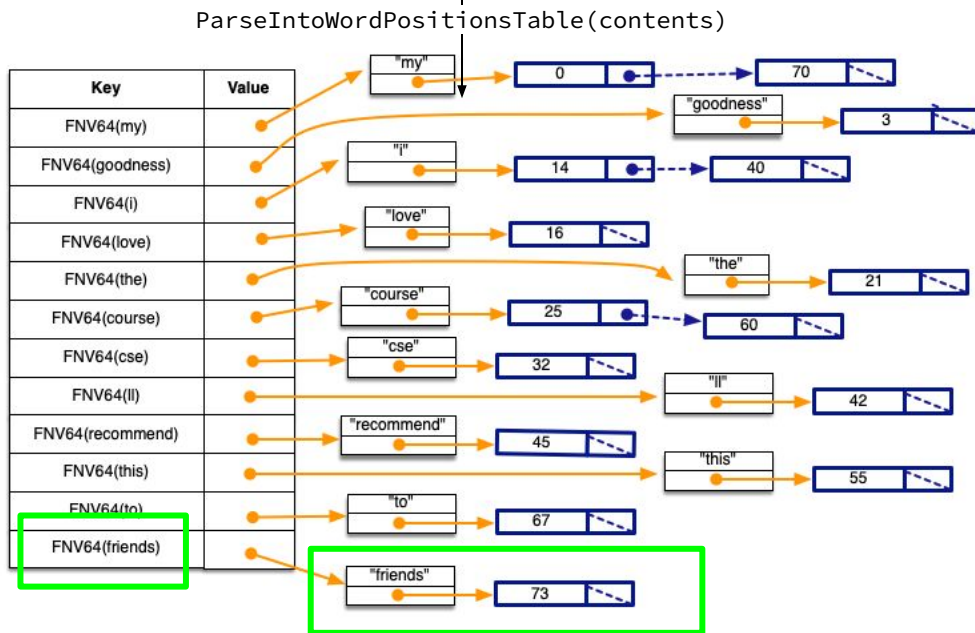 ParseIntoWordPositionsTable(contents)
Key Value
FNV64(my)
FNV64(goodness)
FNV64(i)
FNV64(love)
FNV64(the)
FNV64(course)
FNV64(cse)
FNV64(ll)
FNV64(recommend)
FNV64(this)
FNV64(to)
FNV64(friends)
"my" 0 70
"goodness" 3
"i" 14 40
"love" 16
"the" 21
"course" 25 60
"cse" 32
"ll" 42
"recommend" 45
"this" 55
"to" 67
"friends" 73